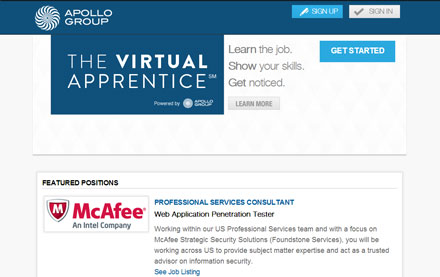 APOLLO
GROUP
SIGN UP
SIGN IN
THE VIRTUAL
APPRENTICE SM
Powered by APOLLO
GROUP
Learn the job.
Show your skills.
Get noticed.
LEARN MORE
GET STARTED
FEATURED POSITIONS
McAfee
An Intel Company
PROFESSIONAL SERVICES CONSULTANT
Web Application Penetration Tester
Working within our US Professional Services team and with a focus on
McAfee Strategic Security Solutions (Foundstone Services), you will be
working across US to provide subject matter expertise and act as a trusted
advisor on information security.
See Job Listing